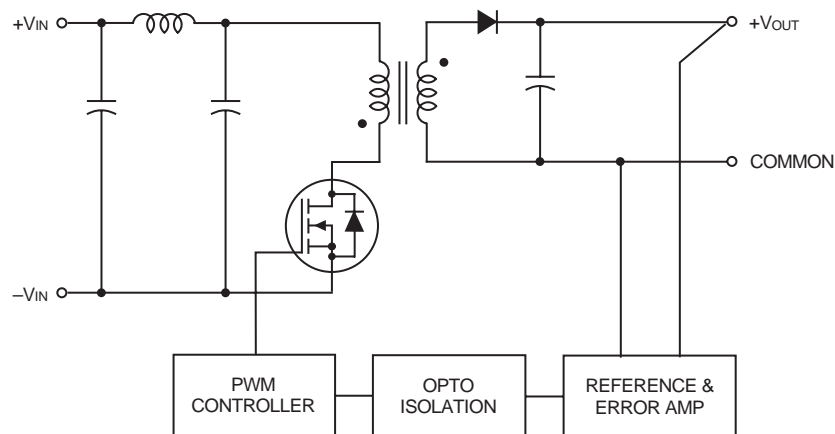 +VIN
+VOUT
COMMON
–VIN
PWM
CONTROLLER
OPTO
ISOLATION
REFERENCE &
ERROR AMP